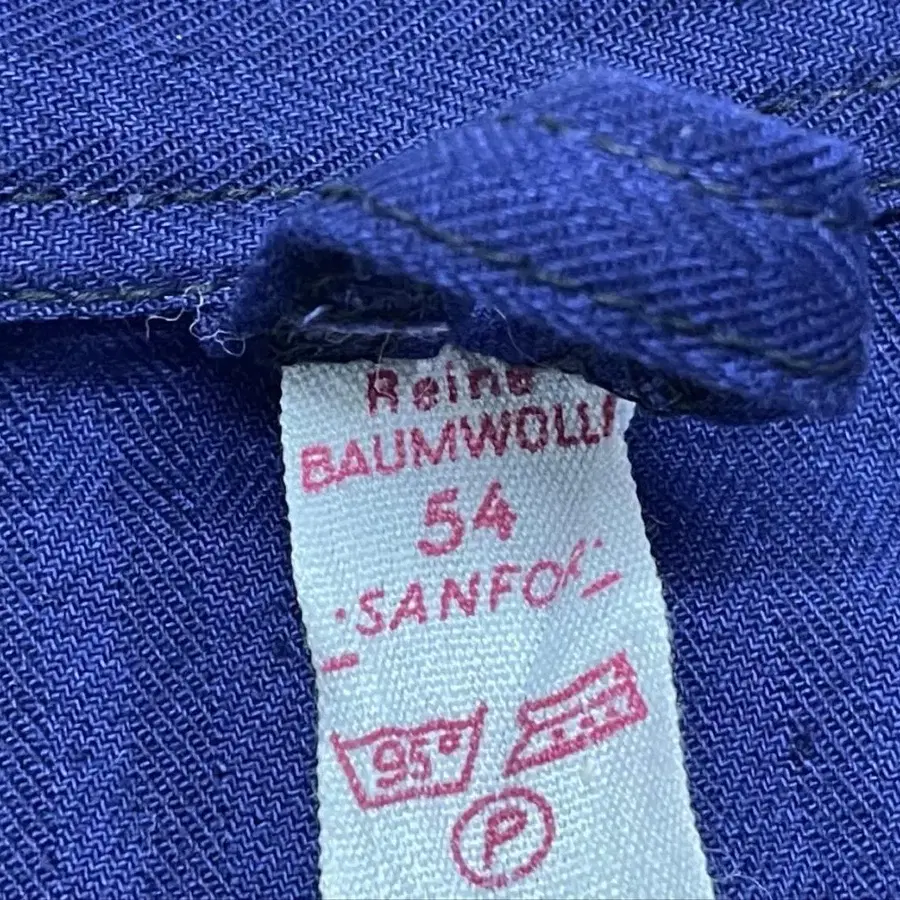 Reine
BAUMWOLLE
54
SANFOR
95°
P